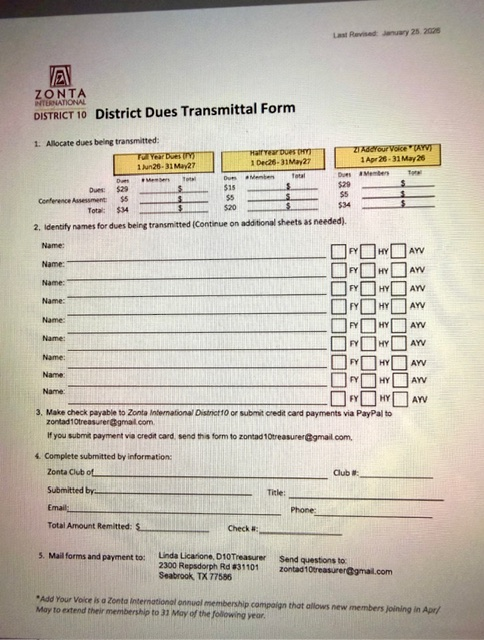 Last Revised: January 25, 2026
ZONTA
INTERNATIONAL
DISTRICT 10 District Dues Transmittal Form
1. Allocate dues being transmitted:
Full Year Dues (FY) Half Year Dues (HY) ZI AddYourVoice * (AYV)
1 Jun26 - 31 May27 1 Dec26 - 31May27 1 Apr 26 - 31 May 26
Dues # Members Total Dues # Members Total Dues # Members Total
Dues: $29 $ $15 $ $29 $
Conference Assessment: $5 $ $5 $ $5 $
Total: $34 $ $20 $ $34 $
2. Identify names for dues being transmitted (Continue on additional sheets as needed).
Name: FY HY AYV
Name: FY HY AYV
Name: FY HY AYV
Name: FY HY AYV
Name: FY HY AYV
Name: FY HY AYV
Name: FY HY AYV
Name: FY HY AYV
Name: FY HY AYV
3. Make check payable to Zonta International District10 or submit credit card payments via PayPal to
zontad10treasurer@gmail.com.
If you submit payment via credit card, send this form to zontad10treasurer@gmail.com.
4. Complete submitted by information:
Zonta Club of Club #:
Submitted by: Title:
Email: Phone:
Total Amount Remitted: $ Check #:
5. Mail forms and payment to: Linda Licarione, D10Treasurer Send questions to:
2300 Repsdorph Rd #31101 zontad10treasurer@gmail.com
Seabrook, TX 77586
*Add Your Voice is a Zonta International annual membership campaign that allows new members joining in Apr/
May to extend their membership to 31 May of the following year.